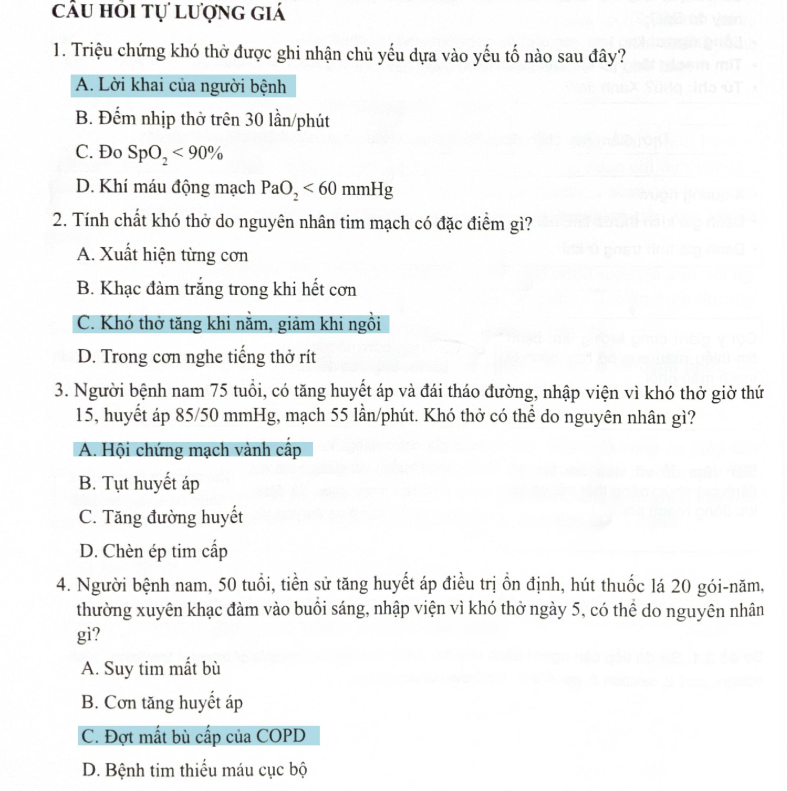 CÂU HỎI TỰ LƯỢNG GIÁ
1. Triệu chứng khó thở được ghi nhận chủ yếu dựa vào yếu tố nào sau đây?
A. Lời khai của người bệnh
B. Đếm nhịp thở trên 30 lần/phút
C. Đo SpO₂ < 90%
D. Khí máu động mạch PaO₂ < 60 mmHg
2. Tính chất khó thở do nguyên nhân tim mạch có đặc điểm gì?
A. Xuất hiện từng cơn
B. Khạc đàm trắng trong khi hết cơn
C. Khó thở tăng khi nằm, giảm khi ngồi
D. Trong cơn nghe tiếng thở rít
3. Người bệnh nam 75 tuổi, có tăng huyết áp và đái tháo đường, nhập viện vì khó thở giờ thứ
15, huyết áp 85/50 mmHg, mạch 55 lần/phút. Khó thở có thể do nguyên nhân gì?
A. Hội chứng mạch vành cấp
B. Tụt huyết áp
C. Tăng đường huyết
D. Chèn ép tim cấp
4. Người bệnh nam, 50 tuổi, tiền sử tăng huyết áp điều trị ổn định, hút thuốc lá 20 gói-năm,
thường xuyên khạc đàm vào buổi sáng, nhập viện vì khó thở ngày 5, có thể do nguyên nhân
gì?
A. Suy tim mất bù
B. Cơn tăng huyết áp
C. Đợt mất bù cấp của COPD
D. Bệnh tim thiếu máu cục bộ